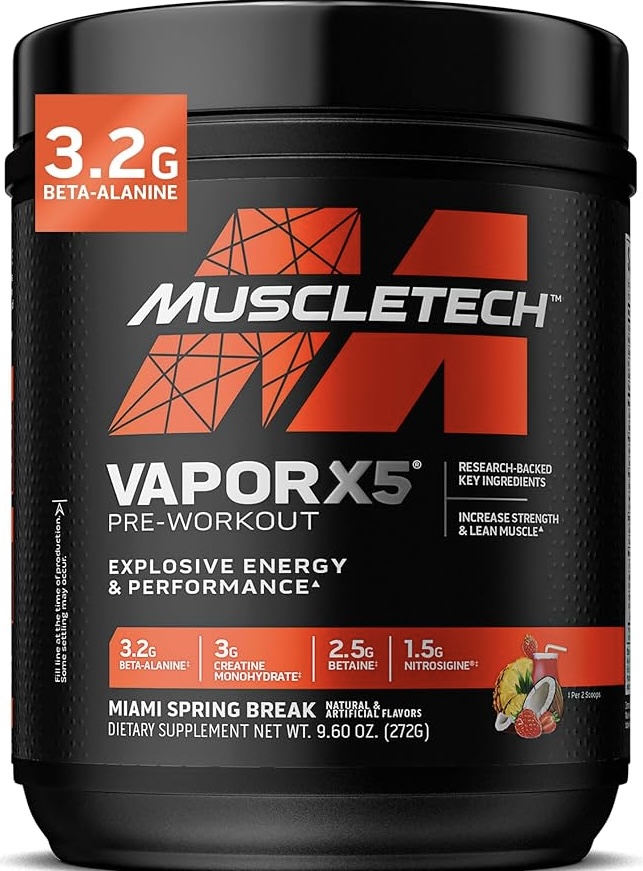 3.2G
BETA-ALANINE
MUSCLETECH™
VAPORX5®
PRE-WORKOUT
RESEARCH-BACKED
KEY INGREDIENTS
INCREASE STRENGTH
& LEAN MUSCLE▲
EXPLOSIVE ENERGY
& PERFORMANCE▲
Fill line at the time of production.
Some settling may occur.
3.2G
BETA-ALANINE‡
3G
CREATINE
MONOHYDRATE‡
2.5G
BETAINE‡
1.5G
NITROSIGINE®‡
‡ Per 2 Scoops
MIAMI SPRING BREAK NATURAL &
ARTIFICIAL FLAVORS
DIETARY SUPPLEMENT NET WT. 9.60 OZ. (272G)